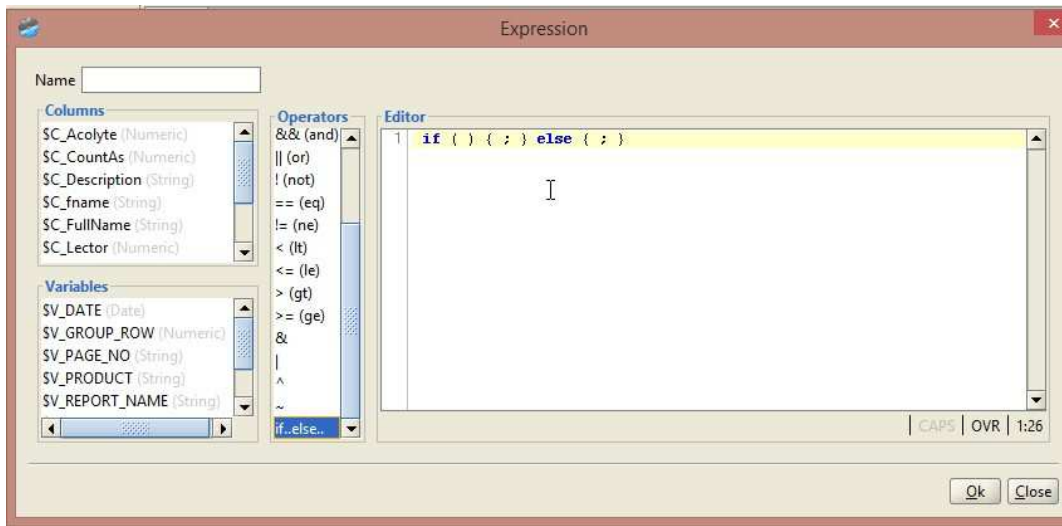 Expression
Name
Columns
$C_Acolyte (Numeric)
$C_CountAs (Numeric)
$C_Description (String)
$C_fname (String)
$C_FullName (String)
$C_Lector (Numeric)
Variables
$V_DATE (Date)
$V_GROUP_ROW (Numeric)
$V_PAGE_NO (String)
$V_PRODUCT (String)
$V_REPORT_NAME (String)
Operators
&& (and)
|| (or)
! (not)
== (eq)
!= (ne)
< (lt)
<= (le)
> (gt)
>= (ge)
&
|
^
~
if..else..
Editor
1 if ( ) { ; } else { ; }
CAPS OVR 1:26
Ok Close